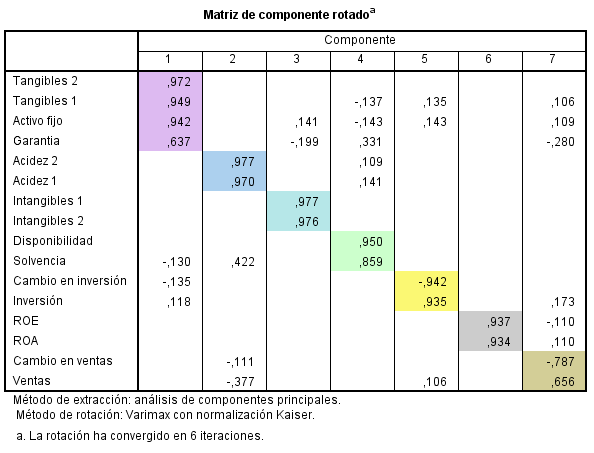 Matriz de componente rotadoª
Componente
1 2 3 4 5 6 7
Tangibles 2 ,972
Tangibles 1 ,949 -,137 ,135 ,106
Activo fijo ,942 ,141 -,143 ,143 ,109
Garantia ,637 -,199 ,331 -,280
Acidez 2 ,977 ,109
Acidez 1 ,970 ,141
Intangibles 1 ,977
Intangibles 2 ,976
Disponibilidad ,950
Solvencia -,130 ,422 ,859
Cambio en inversión -,135 -,942
Inversión ,118 ,935 ,173
ROE ,937 -,110
ROA ,934 ,110
Cambio en ventas -,111 -,787
Ventas -,377 ,106 ,656
Método de extracción: análisis de componentes principales.
Método de rotación: Varimax con normalización Kaiser.
a. La rotación ha convergido en 6 iteraciones.